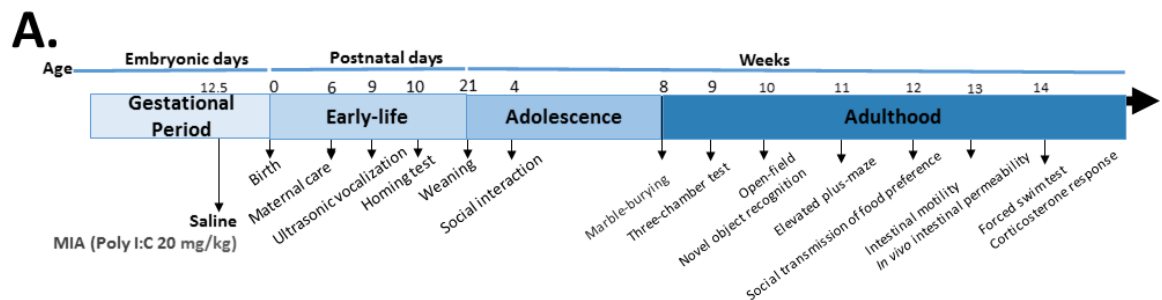 A.
Age Embryonic days Postnatal days Weeks
12.5 0 6 9 10 21 4 8 9 10 11 12 13 14
Gestational Period Early-life Adolescence Adulthood
Saline
MIA (Poly I:C 20 mg/kg)
Birth
Maternal care
Ultrasonic vocalization
Homing test
Weaning
Social interaction
Marble-burying
Three-chamber test
Open-field
Novel object recognition
Elevated plus-maze
Social transmission of food preference
Intestinal motility
In vivo intestinal permeability
Forced swim test
Corticosterone response